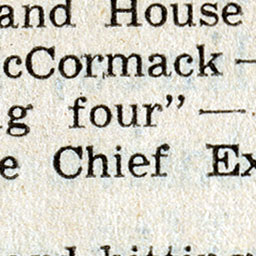 and House
cCormack —
g four" —
e Chief Ex